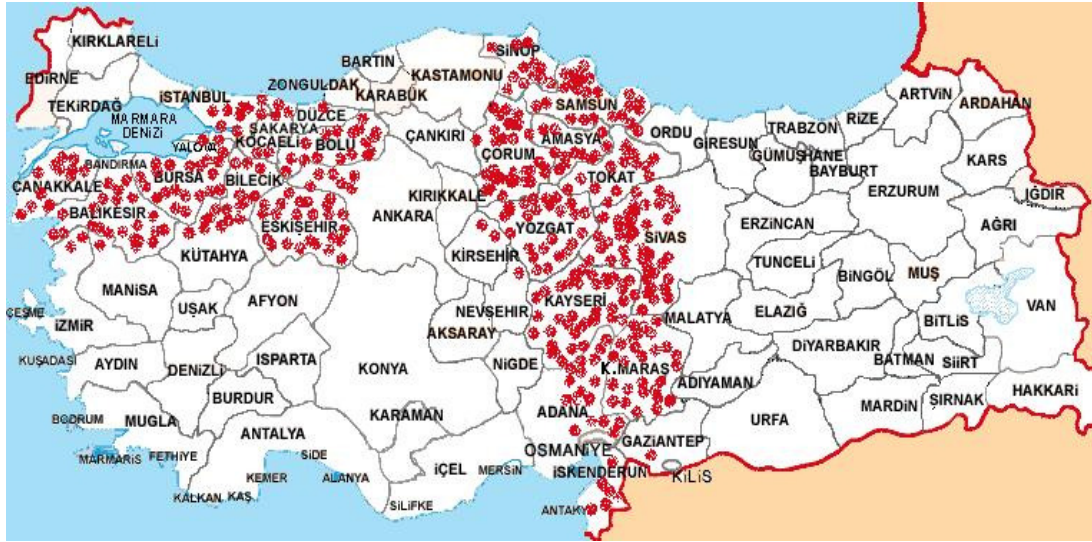 KIRKLARELİ
EDİRNE
TEKİRDAĞ
İSTANBUL
MARMARA
DENİZİ
YALOVA
KOCAELİ
SAKARYA
DÜZCE
BOLU
ZONGULDAK
BARTIN
KARABÜK
KASTAMONU
SİNOP
SAMSUN
ÇANKIRI
ÇORUM
AMASYA
TOKAT
ORDU
GİRESUN
TRABZON
GÜMÜŞHANE
RİZE
ARTVİN
ARDAHAN
KARS
IĞDIR
BAYBURT
ERZURUM
AĞRI
ÇANAKKALE
BANDIRMA
BALIKESİR
BURSA
BİLECİK
ESKİŞEHİR
KÜTAHYA
ANKARA
KIRIKKALE
KIRŞEHİR
YOZGAT
SİVAS
ERZİNCAN
TUNCELİ
BİNGÖL
MUŞ
VAN
MANİSA
UŞAK
AFYON
NEVŞEHİR
AKSARAY
KAYSERİ
MALATYA
ELAZIĞ
BİTLİS
ÇEŞME
İZMİR
KUŞADASI
AYDIN
DENİZLİ
ISPARTA
BURDUR
KONYA
NİGDE
K.MARAŞ
ADIYAMAN
DİYARBAKIR
BATMAN
SİİRT
ŞIRNAK
HAKKARİ
MARDİN
URFA
BODRUM
MUGLA
MARMARİS
FETHİYE
ANTALYA
KARAMAN
ADANA
OSMANİYE
GAZİANTEP
KİLİS
KALKAN
KAŞ
KEMER
SİDE
ALANYA
İÇEL
SİLİFKE
MERSİN
İSKENDERUN
ANTAKY